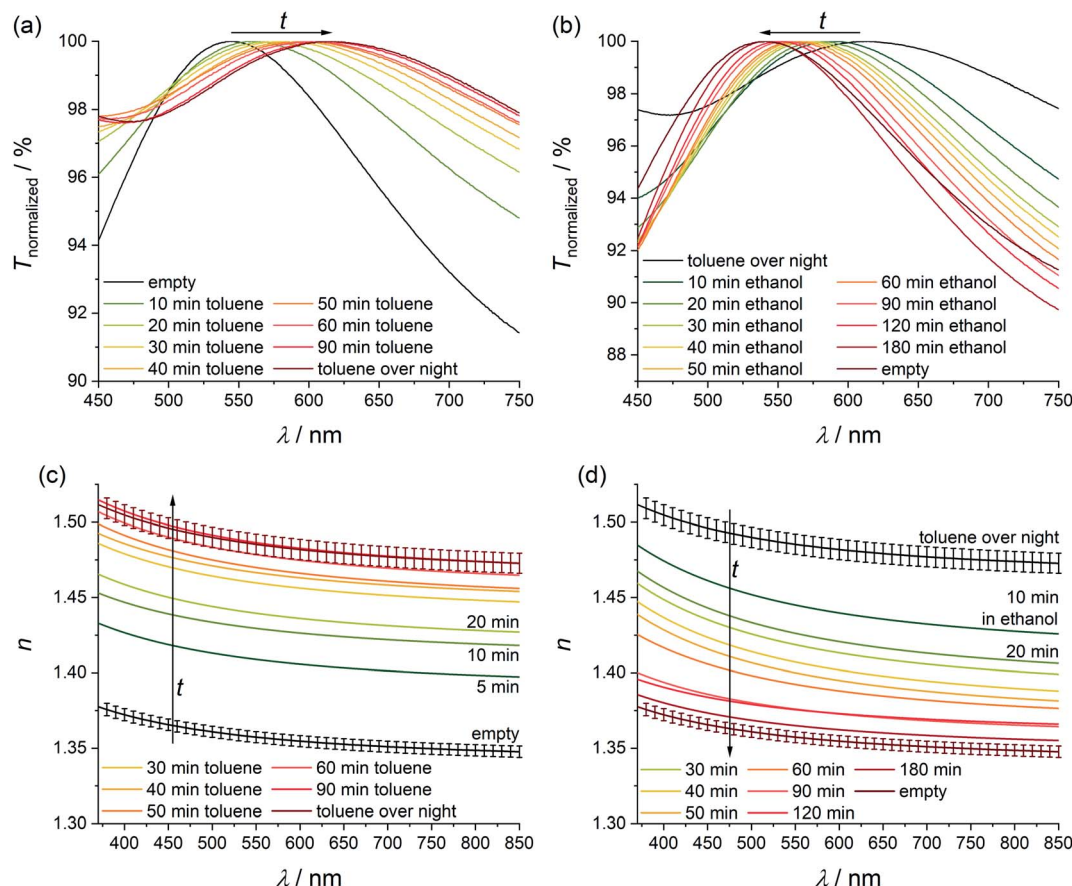 (a)
t
100
98
96
94
92
90
T normalized / %
empty
10 min toluene
20 min toluene
30 min toluene
40 min toluene
50 min toluene
60 min toluene
90 min toluene
toluene over night
450 500 550 600 650 700 750
λ / nm
(b)
t
100
98
96
94
92
90
88
T normalized / %
toluene over night
10 min ethanol
20 min ethanol
30 min ethanol
40 min ethanol
50 min ethanol
60 min ethanol
90 min ethanol
120 min ethanol
180 min ethanol
empty
450 500 550 600 650 700 750
λ / nm
(c)
1.50
1.45
1.40
1.35
1.30
n
t
20 min
10 min
5 min
empty
30 min toluene
40 min toluene
50 min toluene
60 min toluene
90 min toluene
toluene over night
400 450 500 550 600 650 700 750 800 850
λ / nm
(d)
1.50
1.45
1.40
1.35
1.30
n
t
toluene over night
10 min
in ethanol
20 min
30 min
40 min
50 min
60 min
90 min
120 min
180 min
empty
400 450 500 550 600 650 700 750 800 850
λ / nm